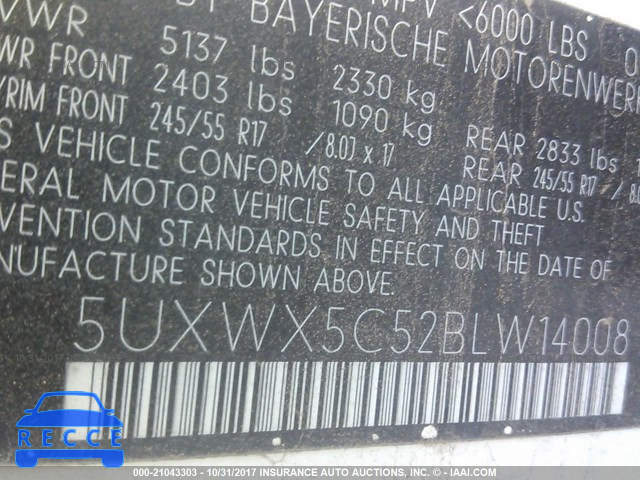 BY BAYERISCHE MOTORENWER
MPV <6000 LBS
VWR 5137 lbs 2330 kg
WR FRONT 2403 lbs 1090 kg REAR 2833 lbs
/RIM FRONT 245/55 R17 /8.0J x 17 REAR 245/55 R17
S VEHICLE CONFORMS TO ALL APPLICABLE U.S.
ERAL MOTOR VEHICLE SAFETY AND THEFT
VENTION STANDARDS IN EFFECT ON THE DATE OF
NUFACTURE SHOWN ABOVE.
5UXWX5C52BLW14008
RECCE
000-21043303 - 10/31/2017 INSURANCE AUTO AUCTIONS, INC. - IAAI.COM